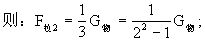 则：F拉2 = 1/3 G物 = 1/(2²−1) G物；